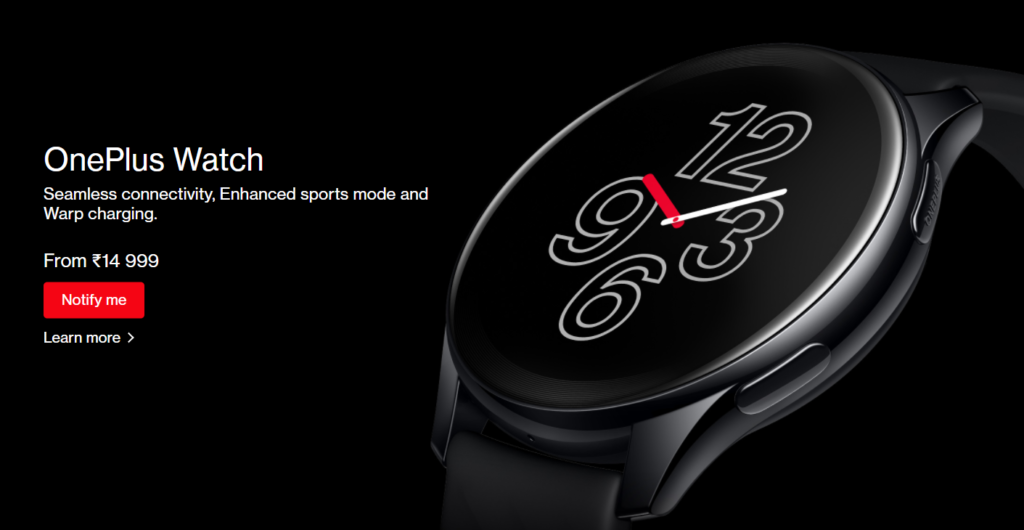 OnePlus Watch
Seamless connectivity, Enhanced sports mode and
Warp charging.
From ₹14 999
Notify me
Learn more
12
9
3
6
ONEPLUS